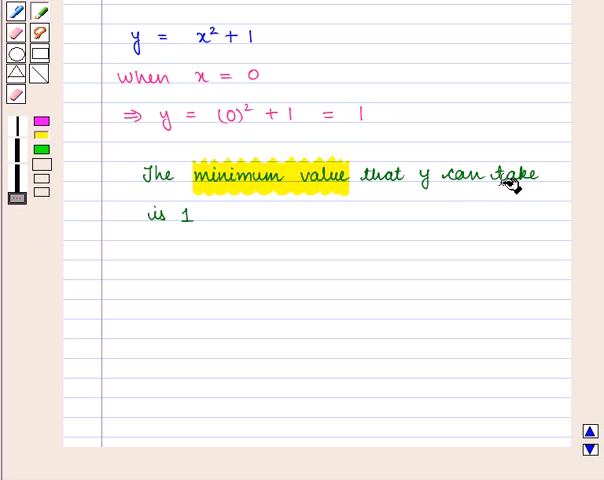 y = x² + 1
when x = 0
⇒ y = (0)² + 1 = 1
The minimum value that y can take
is 1